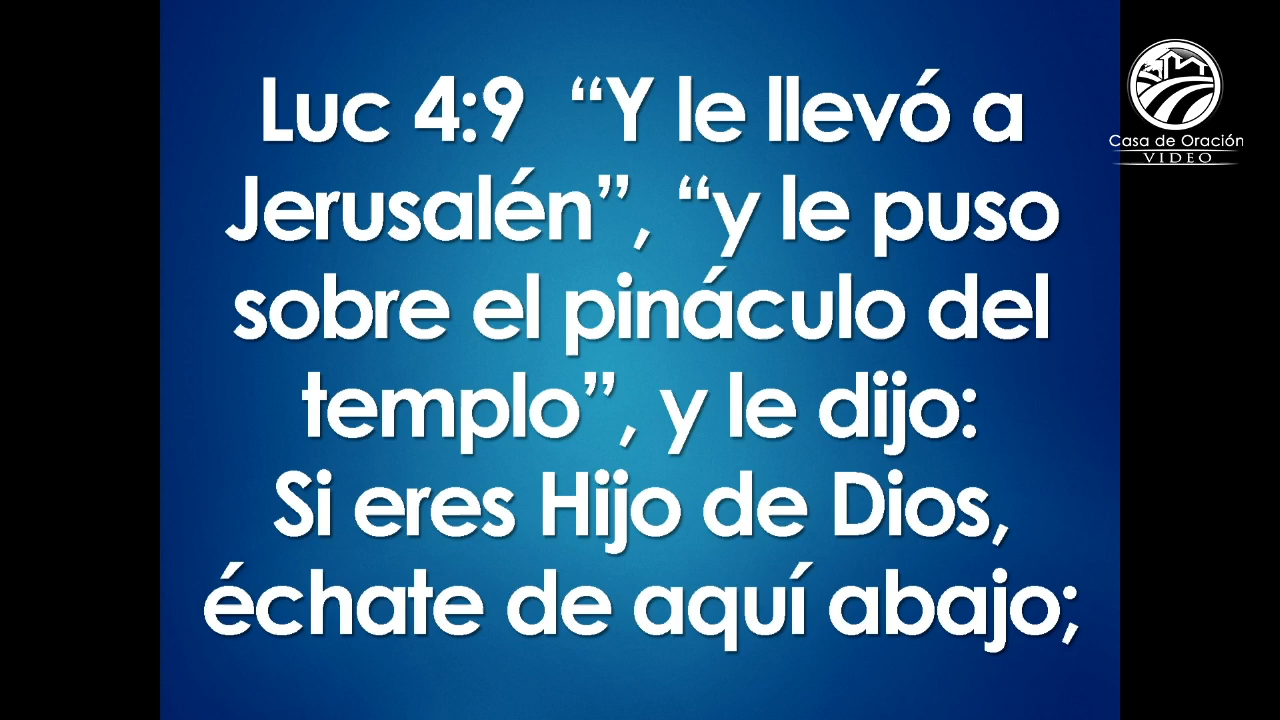 Luc 4:9  “Y le llevó a
Jerusalén”, “y le puso
sobre el pináculo del
templo”, y le dijo:
Si eres Hijo de Dios,
échate de aquí abajo;
Casa de Oración
VIDEO